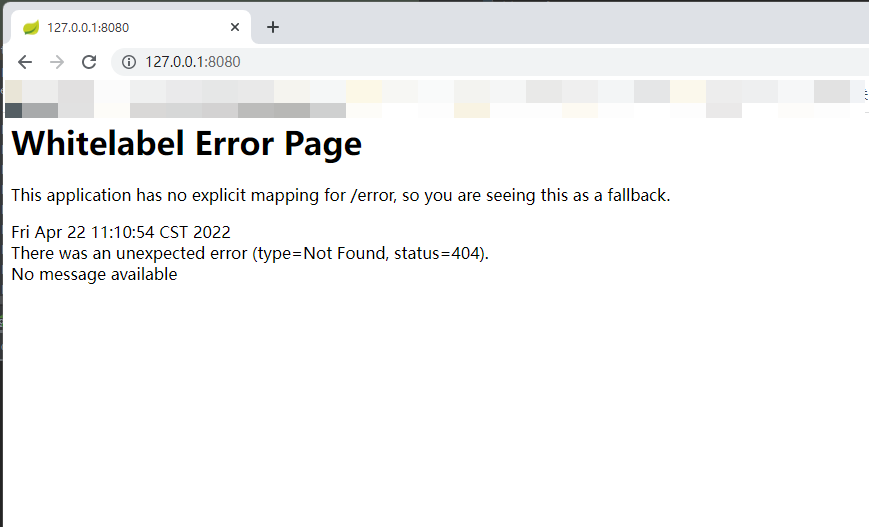 127.0.0.1:8080
127.0.0.1:8080
Whitelabel Error Page
This application has no explicit mapping for /error, so you are seeing this as a fallback.
Fri Apr 22 11:10:54 CST 2022
There was an unexpected error (type=Not Found, status=404).
No message available